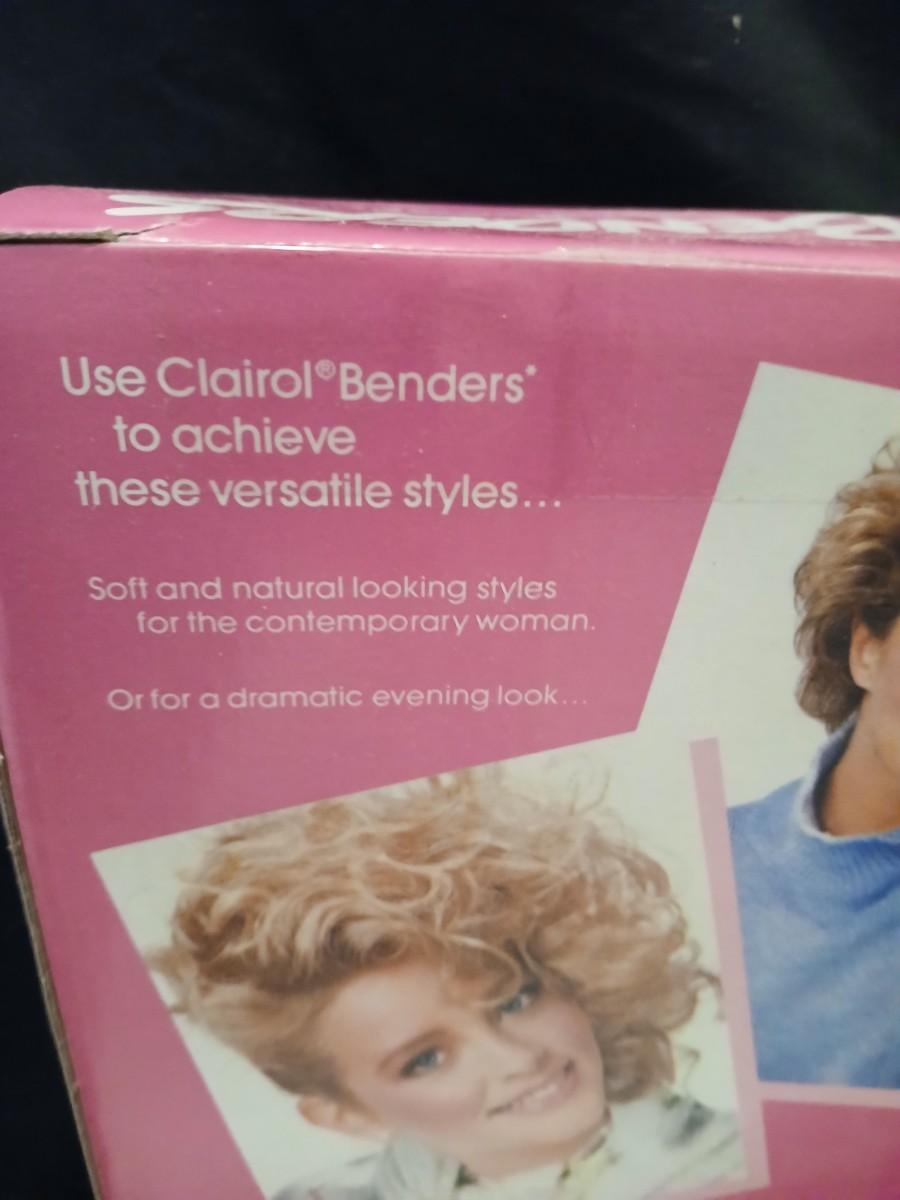 Use Clairol® Benders*
to achieve
these versatile styles...
Soft and natural looking styles
for the contemporary woman.
Or for a dramatic evening look...